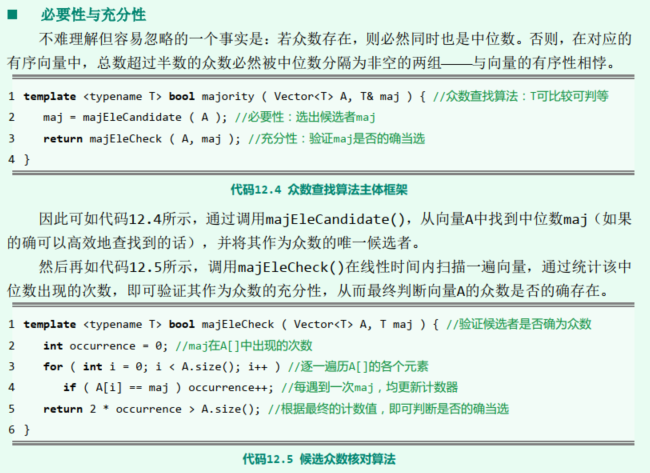 ■ 必要性与充分性
不难理解但容易忽略的一个事实是：若众数存在，则必然同时也是中位数。否则，在对应的
有序向量中，总数超过半数的众数必然被中位数分隔为非空的两组——与向量的有序性相悖。
1 template <typename T> bool majority ( Vector<T> A, T& maj ) { //众数查找算法：T可比较可判等
2 maj = majEleCandidate ( A ); //必要性：选出候选者maj
3 return majEleCheck ( A, maj ); //充分性：验证maj是否的确当选
4 }
代码12.4 众数查找算法主体框架
因此可如代码12.4所示，通过调用majEleCandidate()，从向量A中找到中位数maj（如果
的确可以高效地查找到的话），并将其作为众数的唯一候选者。
然后再如代码12.5所示，调用majEleCheck()在线性时间内扫描一遍向量，通过统计该中
位数出现的次数，即可验证其作为众数的充分性，从而最终判断向量A的众数是否的确存在。
1 template <typename T> bool majEleCheck ( Vector<T> A, T maj ) { //验证候选者是否确为众数
2 int occurrence = 0; //maj在A[]中出现的次数
3 for ( int i = 0; i < A.size(); i++ ) //逐一遍历A[]的各个元素
4 if ( A[i] == maj ) occurrence++; //每遇到一次maj，均更新计数器
5 return 2 * occurrence > A.size(); //根据最终的计数值，即可判断是否的确当选
6 }
代码12.5 候选众数核对算法